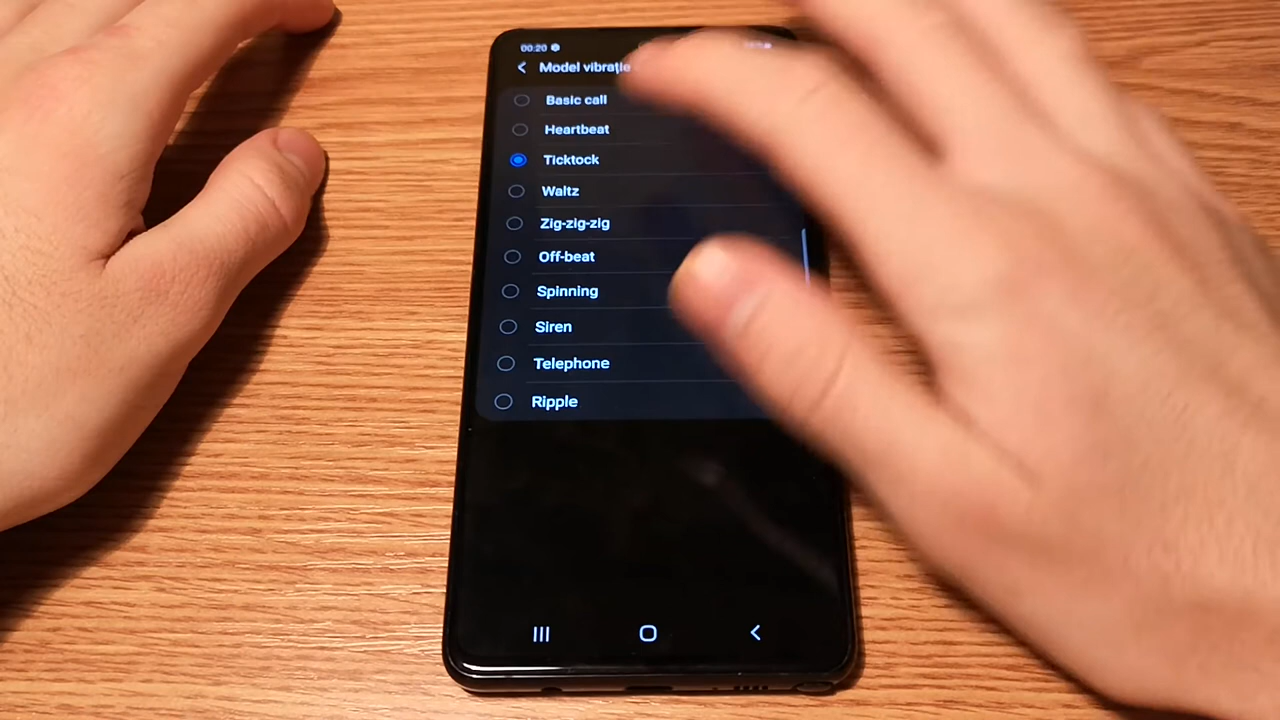 00:20
Model vibrație
Basic call
Heartbeat
Ticktock
Waltz
Zig-zig-zig
Off-beat
Spinning
Siren
Telephone
Ripple